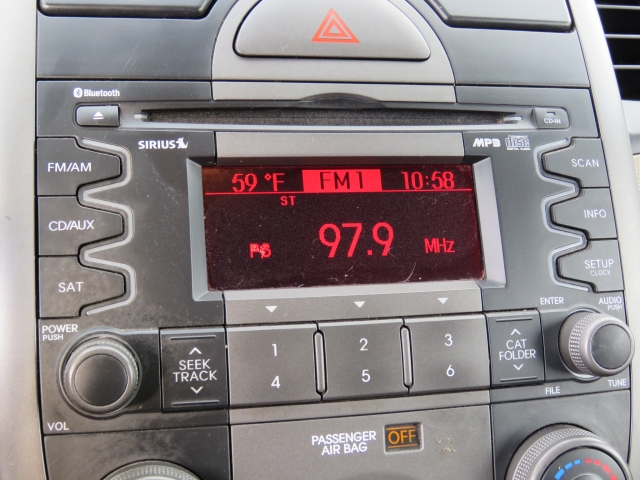 Bluetooth
CD-IN
SIRIUS
MP3
FM/AM
59 °F FM 1 10:58
SCAN
ST
CD/AUX
97.9 MHz
INFO
SAT
SETUP
CLOCK
POWER
PUSH
ENTER
AUDIO
PUSH
SEEK
TRACK
1 2 3
4 5 6
CAT
FOLDER
VOL
FILE
TUNE
PASSENGER
AIR BAG
OFF